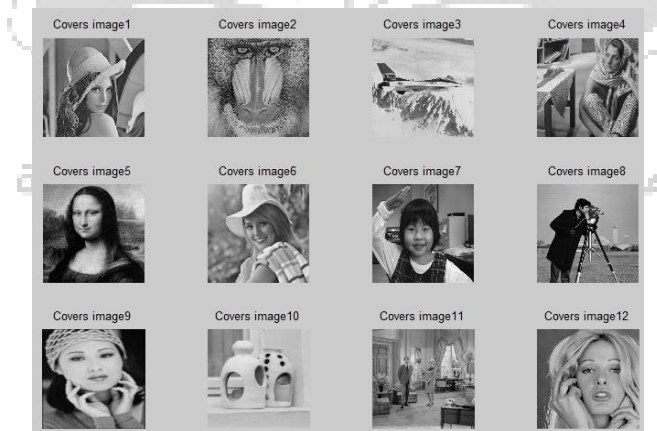 Covers image1
Covers image2
Covers image3
Covers image4
Covers image5
Covers image6
Covers image7
Covers image8
Covers image9
Covers image10
Covers image11
Covers image12